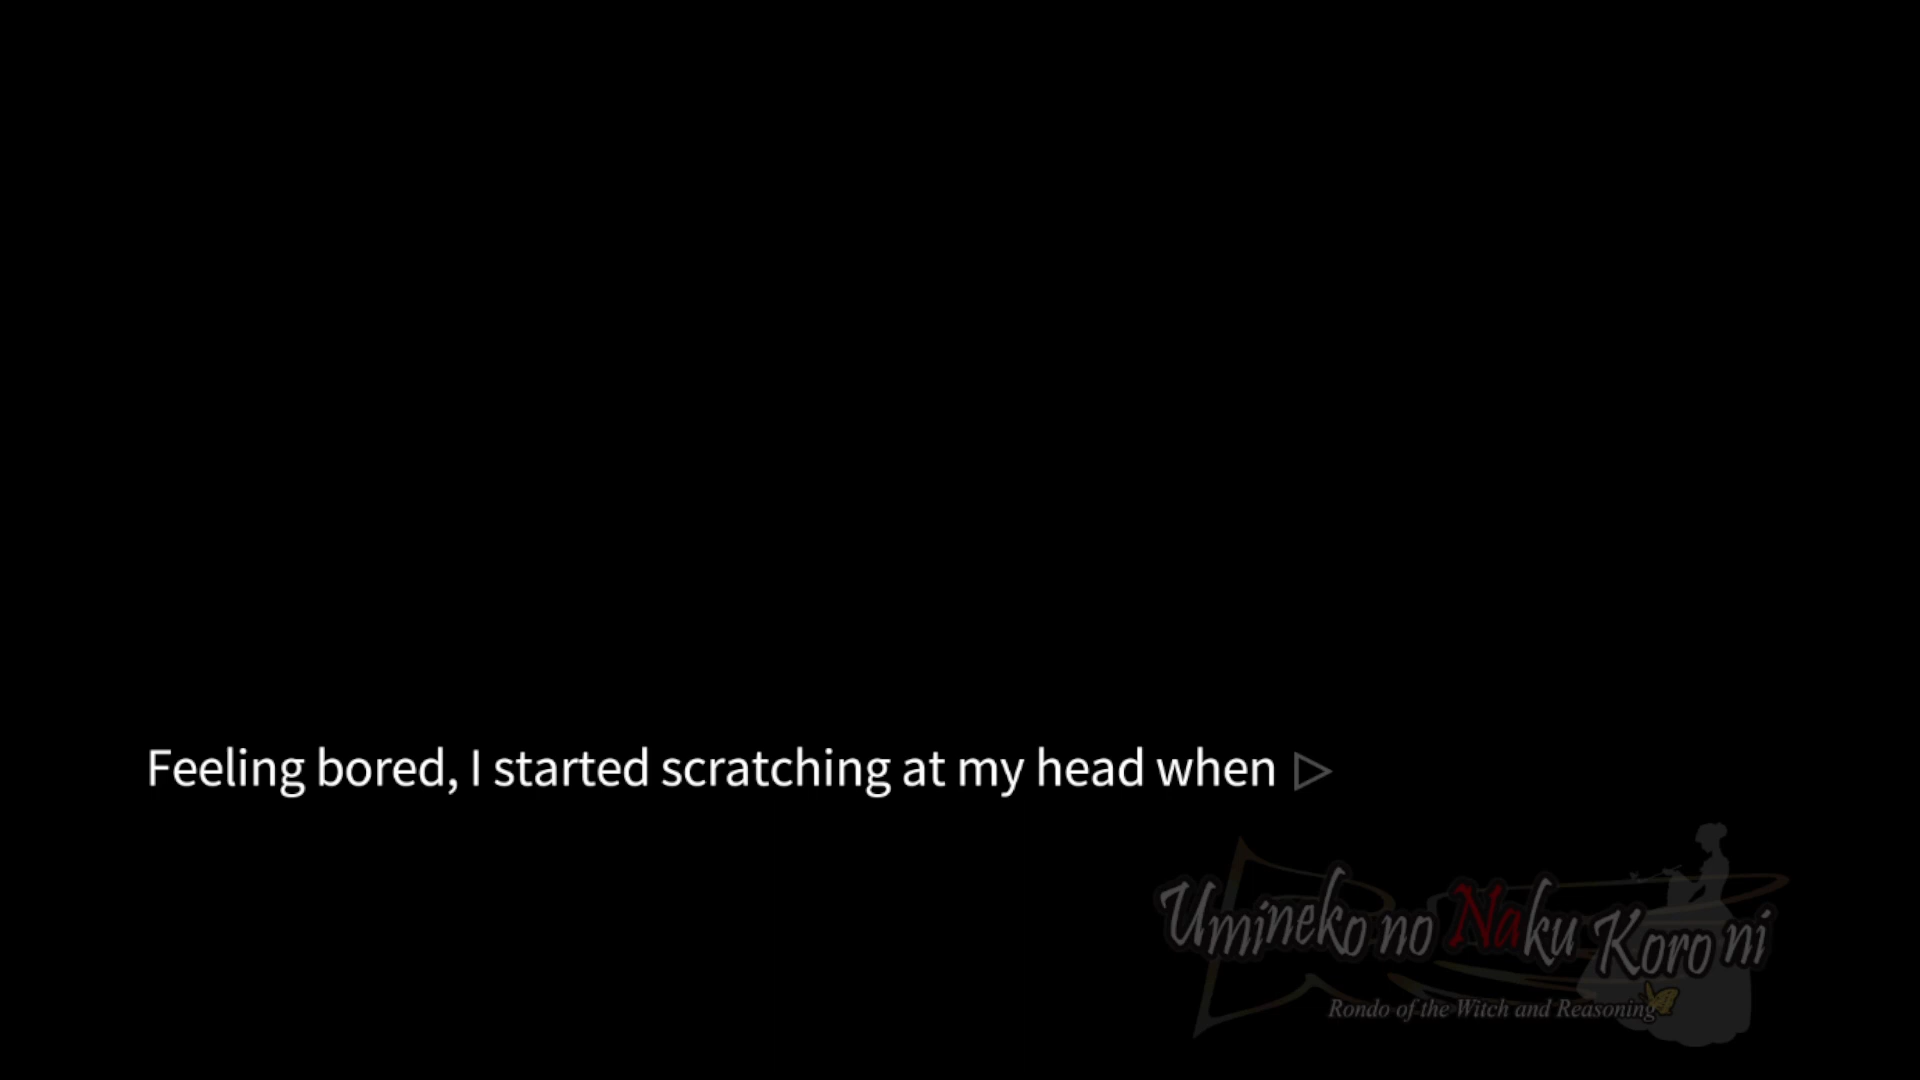 Feeling bored, I started scratching at my head when
Umineko no Naku Koro ni
Rondo of the Witch and Reasoning